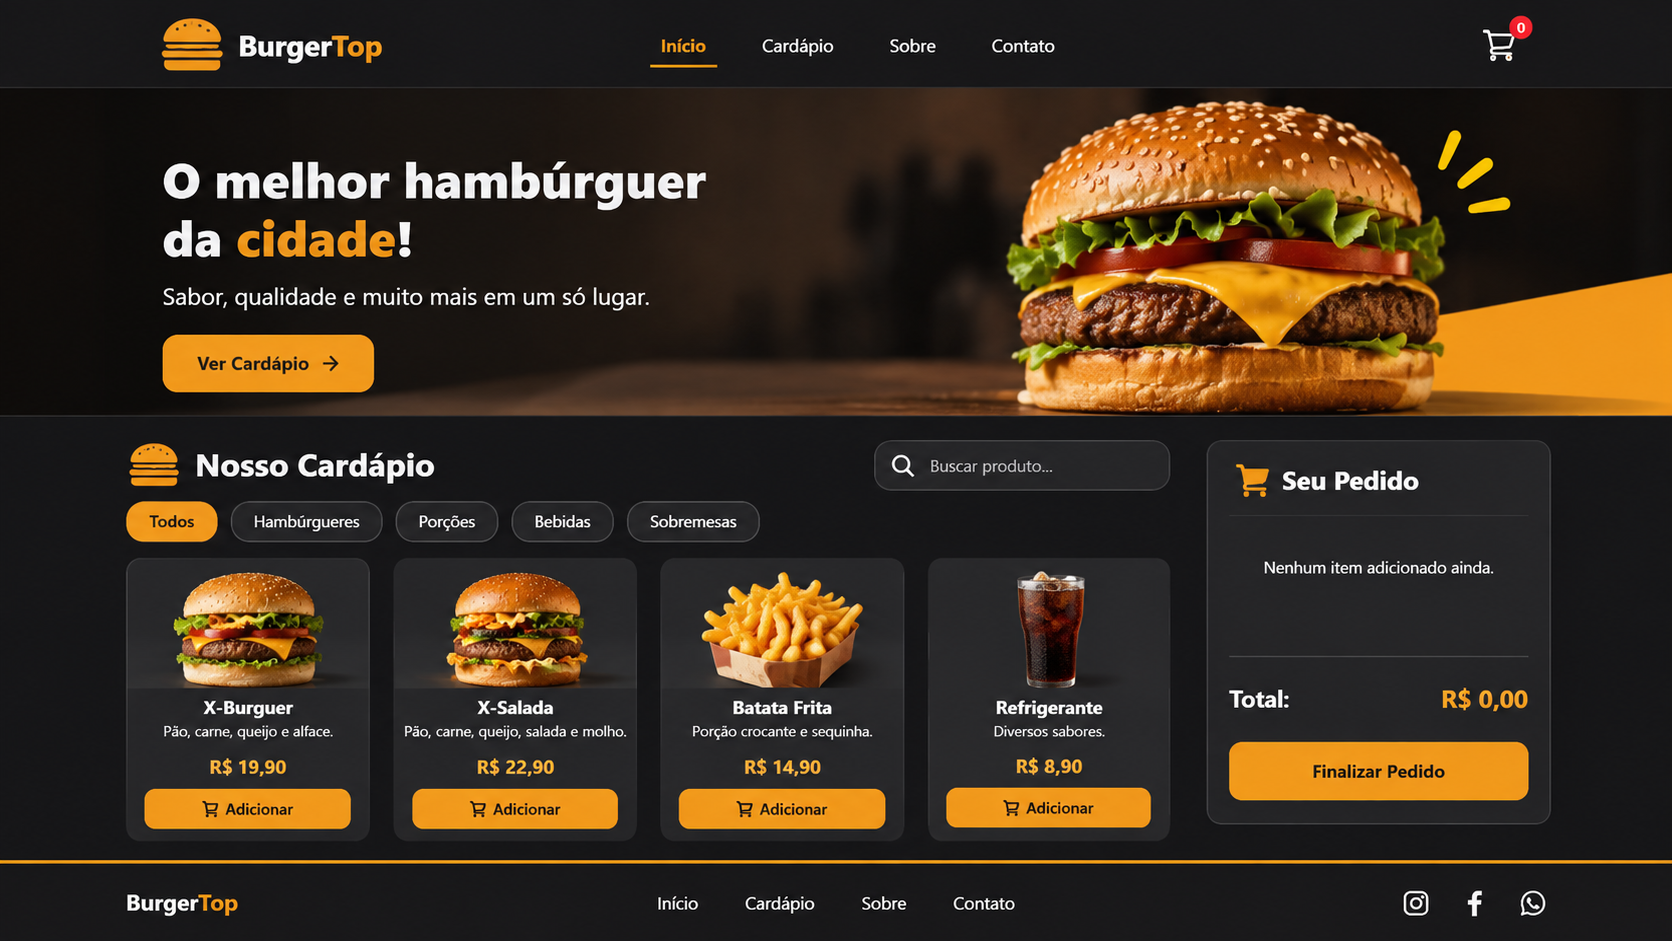 BurgerTop
Início
Cardápio
Sobre
Contato
0
O melhor hambúrguer
da cidade!
Sabor, qualidade e muito mais em um só lugar.
Ver Cardápio →
Nosso Cardápio
Buscar produto...
Todos
Hambúrgueres
Porções
Bebidas
Sobremesas
X-Burguer
Pão, carne, queijo e alface.
R$ 19,90
Adicionar
X-Salada
Pão, carne, queijo, salada e molho.
R$ 22,90
Adicionar
Batata Frita
Porção crocante e sequinha.
R$ 14,90
Adicionar
Refrigerante
Diversos sabores.
R$ 8,90
Adicionar
Seu Pedido
Nenhum item adicionado ainda.
Total: R$ 0,00
Finalizar Pedido
BurgerTop
Início
Cardápio
Sobre
Contato